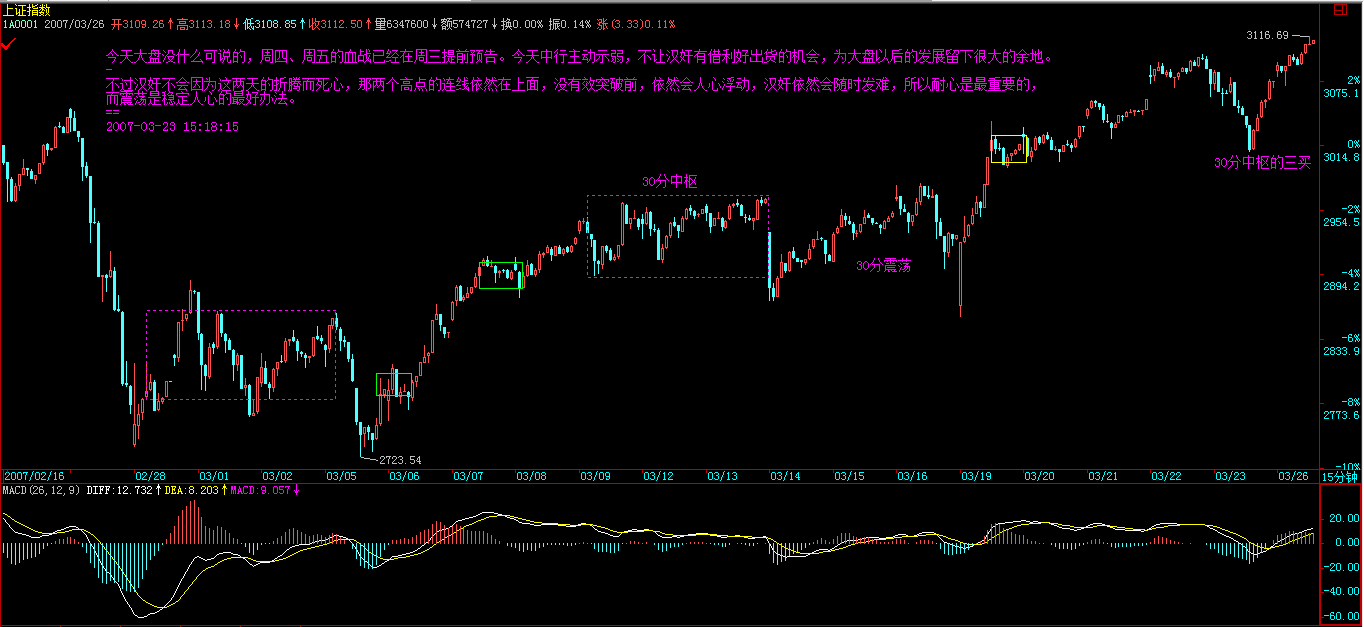 上证指数
1A0001 2007/03/26 开3109.26↑高3113.18↓低3108.85↑收3112.50↑量6347600↓额574727↓换0.00% 振0.14% 涨(3.33)0.11%
3116.69
今天大盘没什么可说的，周四、周五的血战已经在周三提前预告。今天中行主动示弱，不让汉奸有借利好出货的机会，为大盘以后的发展留下很大的余地。
不过汉奸不会因为这两天的折腾而死心，那两个高点的连线依然在上面，没有效突破前，依然会人心浮动，汉奸依然会随时发难，所以耐心是最重要的，
而震荡是稳定人心的最好办法。
==
2007-03-23 15:18:15
2%
3075.1
0%
3014.8
30分中枢的三买
30分中枢
-2%
2954.5
30分震荡
-4%
2894.2
-6%
2833.9
-8%
2773.6
2723.54
-10%
2007/02/16 02/28 03/01 03/02 03/05 03/06 03/07 03/08 03/09 03/12 03/13 03/14 03/15 03/16 03/19 03/20 03/21 03/22 03/23 03/26 15分钟
MACD(26,12,9) DIFF:12.732↑DEA:8.203↑MACD:9.057↓
20.00
0.00
-20.00
-40.00
-60.00